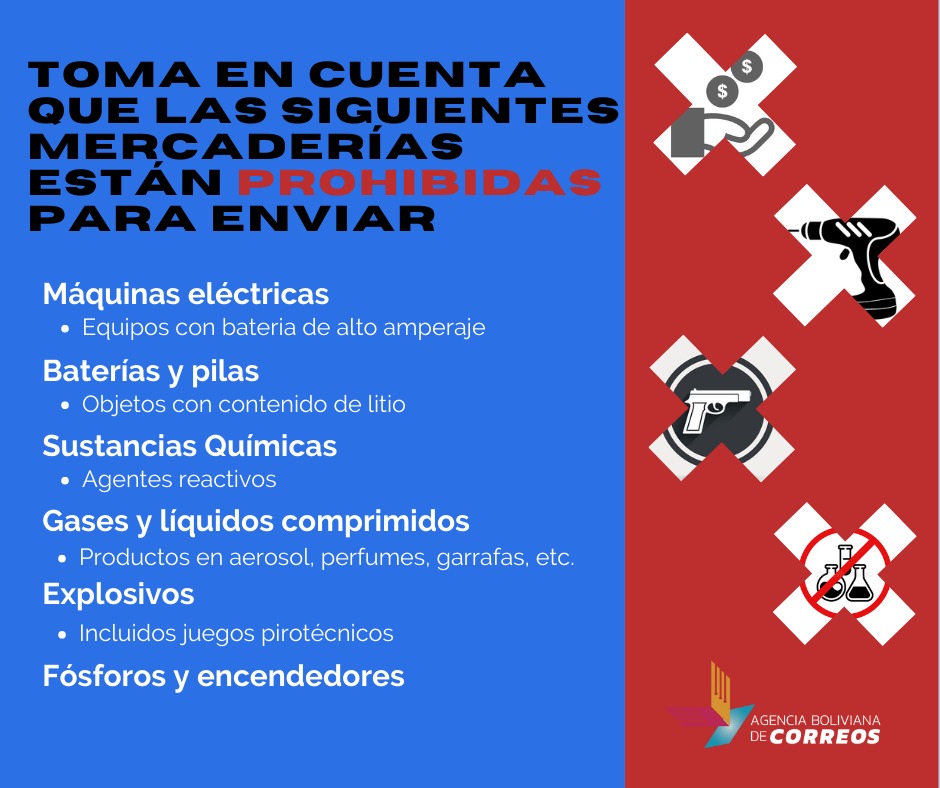 TOMA EN CUENTA
QUE LAS SIGUIENTES
MERCADERÍAS
ESTÁN PROHIBIDAS
PARA ENVIAR
Máquinas eléctricas
• Equipos con bateria de alto amperaje
Baterías y pilas
• Objetos con contenido de litio
Sustancias Químicas
• Agentes reactivos
Gases y líquidos comprimidos
• Productos en aerosol, perfumes, garrafas, etc.
Explosivos
• Incluidos juegos pirotécnicos
Fósforos y encendedores
$
$
AGENCIA BOLIVIANA
DE CORREOS